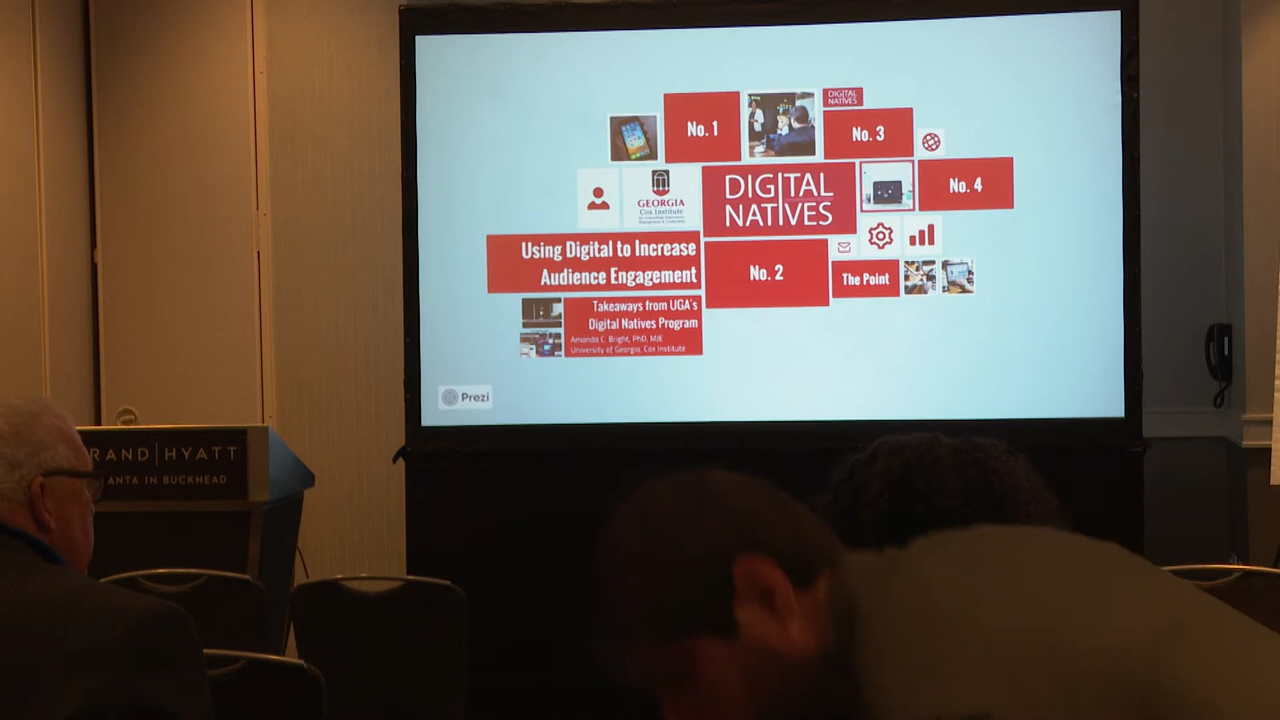 DIGITAL
NATIVES
No. 1
No. 3
No. 4
GEORGIA
Cox Institute
DIGITAL
NATIVES
Using Digital to Increase
Audience Engagement
No. 2
The Point
Takeaways from UGA's
Digital Natives Program
Amanda C. Bright, PhD, MJE
University of Georgia, Cox Institute
Prezi
RAND HYATT
ANTA IN BUCKHEAD